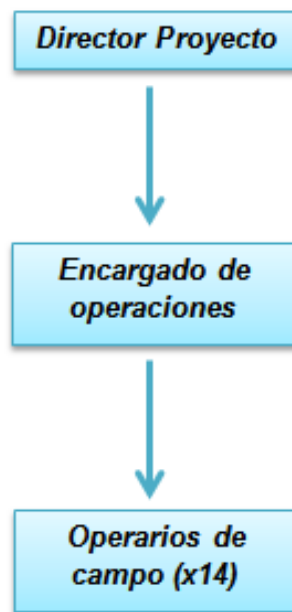 Director Proyecto
Encargado de
operaciones
Operarios de
campo (x14)